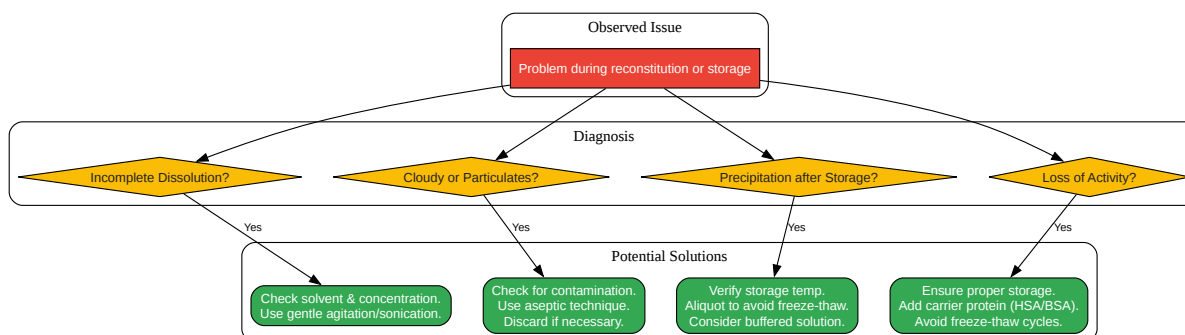 Observed Issue
Problem during reconstitution or storage
Diagnosis
Incomplete Dissolution?
Cloudy or Particulates?
Precipitation after Storage?
Loss of Activity?
Yes
Yes
Yes
Yes
Potential Solutions
Check solvent & concentration.
Use gentle agitation/sonication.
Check for contamination.
Use aseptic technique.
Discard if necessary.
Verify storage temp.
Aliquot to avoid freeze-thaw.
Consider buffered solution.
Ensure proper storage.
Add carrier protein (HSA/BSA).
Avoid freeze-thaw cycles.